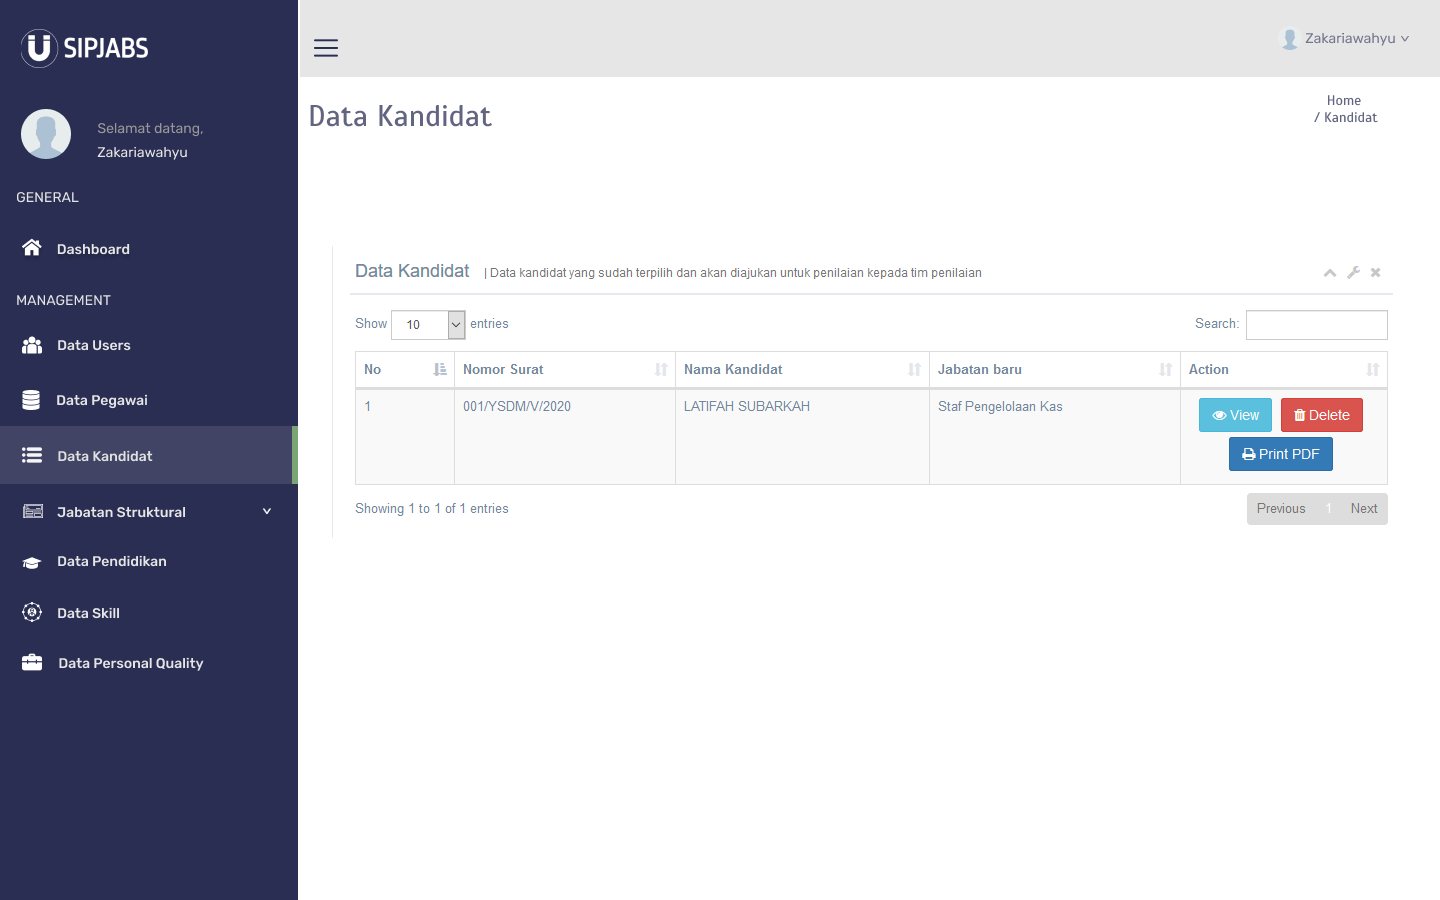 SIPJABS
Zakariawahyu
Selamat datang,
Zakariawahyu
GENERAL
Dashboard
MANAGEMENT
Data Users
Data Pegawai
Data Kandidat
Jabatan Struktural
Data Pendidikan
Data Skill
Data Personal Quality
Data Kandidat
Home
/ Kandidat
Data Kandidat | Data kandidat yang sudah terpilih dan akan diajukan untuk penilaian kepada tim penilaian
Show 10 entries Search:
No Nomor Surat Nama Kandidat Jabatan baru Action
1 001/YSDM/V/2020 LATIFAH SUBARKAH Staf Pengelolaan Kas View Delete
Print PDF
Showing 1 to 1 of 1 entries Previous 1 Next